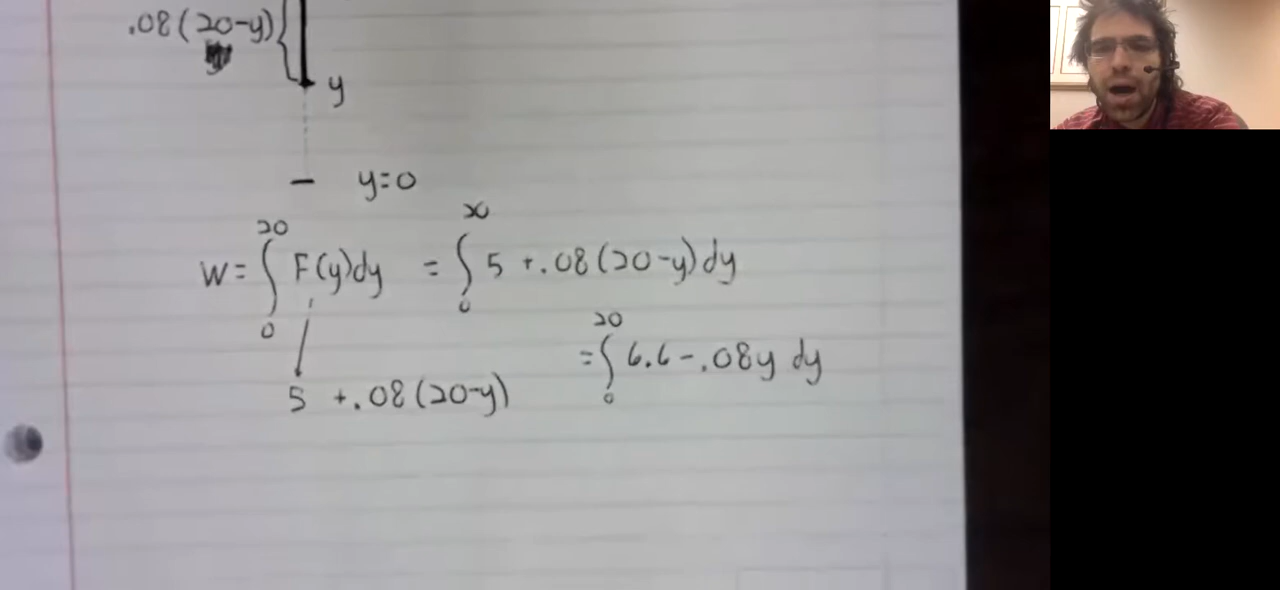 .08(20-y)
y
y=0
W = ∫₀²⁰ F(y)dy = ∫₀²⁰ 5 + .08(20-y)dy
= ∫₀²⁰ 6.6 - .08y dy
5 + .08(20-y)